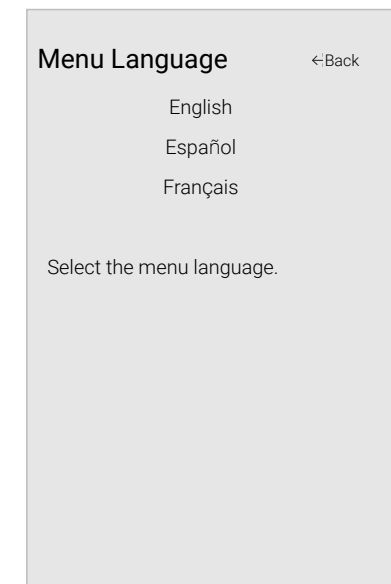 Menu Language ←Back
English
Español
Français
Select the menu language.